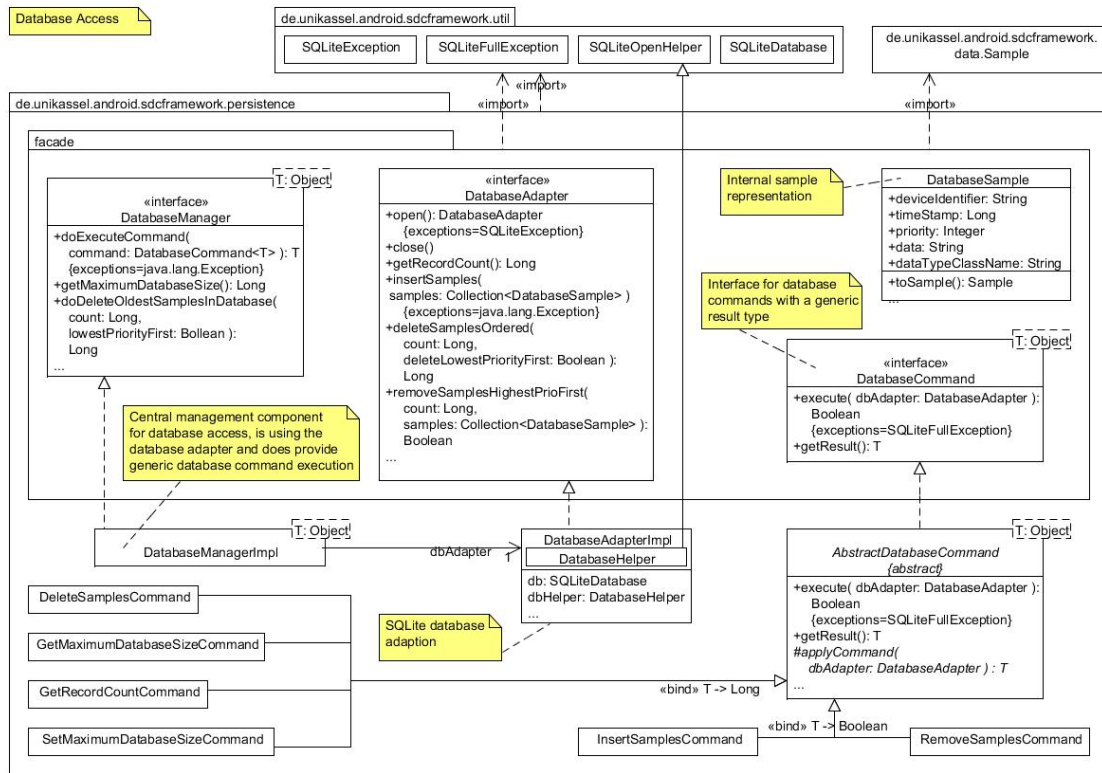 Database Access
de.unikassel.android.sdcframework.util
SQLiteException
SQLiteFullException
SQLiteOpenHelper
SQLiteDatabase
de.unikassel.android.sdcframework.
data.Sample
«import»
«import»
«import»
de.unikassel.android.sdcframework.persistence
facade
T: Object
«interface»
DatabaseManager
+doExecuteCommand(
command: DatabaseCommand<T> ): T
{exceptions=java.lang.Exception}
+getMaximumDatabaseSize(): Long
+doDeleteOldestSamplesInDatabase(
count: Long,
lowestPriorityFirst: Bollean ):
Long
...
«interface»
DatabaseAdapter
+open(): DatabaseAdapter
{exceptions=SQLiteException}
+close()
+getRecordCount(): Long
+insertSamples(
samples: Collection<DatabaseSample> )
{exceptions=java.lang.Exception}
+deleteSamplesOrdered(
count: Long,
deleteLowestPriorityFirst: Boolean ):
Long
+removeSamplesHighestPrioFirst(
count: Long,
samples: Collection<DatabaseSample> ):
Boolean
...
Internal sample
representation
DatabaseSample
+deviceIdentifier: String
+timeStamp: Long
+priority: Integer
+data: String
+dataTypeClassName: String
+toSample(): Sample
...
Interface for database
commands with a generic
result type
T: Object
«interface»
DatabaseCommand
+execute( dbAdapter: DatabaseAdapter ):
Boolean
{exceptions=SQLiteFullException}
+getResult(): T
Central management component
for database access, is using the
database adapter and does provide
generic database command execution
T: Object
DatabaseManagerImpl
dbAdapter
1
DatabaseAdapterImpl
DatabaseHelper
db: SQLiteDatabase
dbHelper: DatabaseHelper
...
SQLite database
adaption
T: Object
AbstractDatabaseCommand
{abstract}
+execute( dbAdapter: DatabaseAdapter ):
Boolean
{exceptions=SQLiteFullException}
+getResult(): T
#applyCommand(
dbAdapter: DatabaseAdapter ) : T
...
DeleteSamplesCommand
GetMaximumDatabaseSizeCommand
GetRecordCountCommand
SetMaximumDatabaseSizeCommand
«bind» T -> Long
«bind» T -> Boolean
InsertSamplesCommand
RemoveSamplesCommand